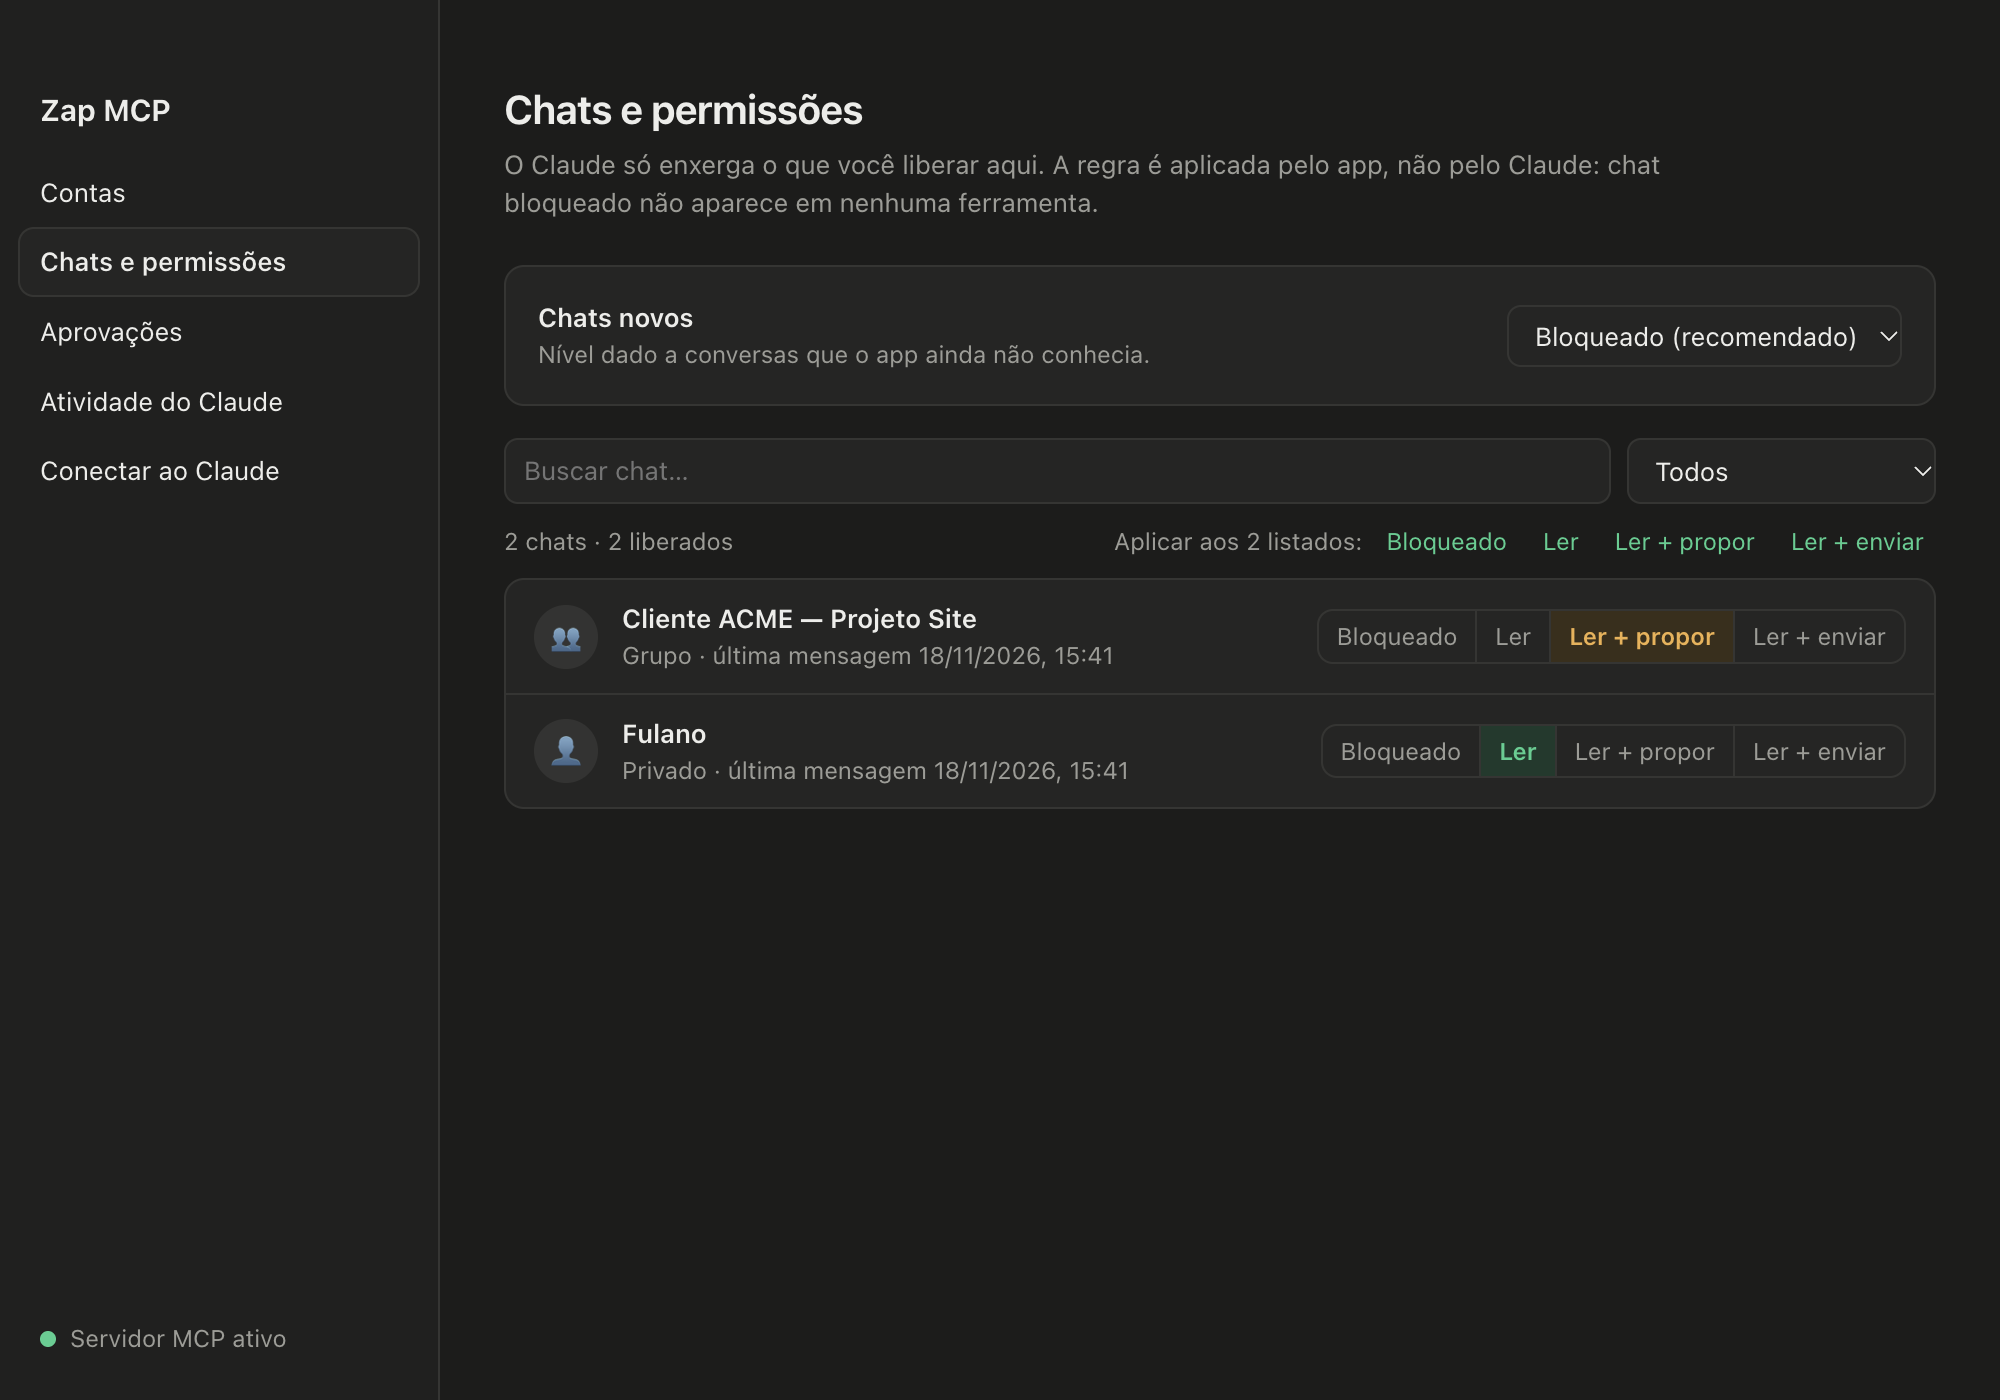 Zap MCP
Contas
Chats e permissões
Aprovações
Atividade do Claude
Conectar ao Claude
Servidor MCP ativo
Chats e permissões
O Claude só enxerga o que você liberar aqui. A regra é aplicada pelo app, não pelo Claude: chat
bloqueado não aparece em nenhuma ferramenta.
Chats novos
Nível dado a conversas que o app ainda não conhecia.
Bloqueado (recomendado)
Buscar chat...
Todos
2 chats · 2 liberados
Aplicar aos 2 listados: Bloqueado Ler Ler + propor Ler + enviar
Cliente ACME — Projeto Site
Grupo · última mensagem 18/11/2026, 15:41
Bloqueado Ler Ler + propor Ler + enviar
Fulano
Privado · última mensagem 18/11/2026, 15:41
Bloqueado Ler Ler + propor Ler + enviar